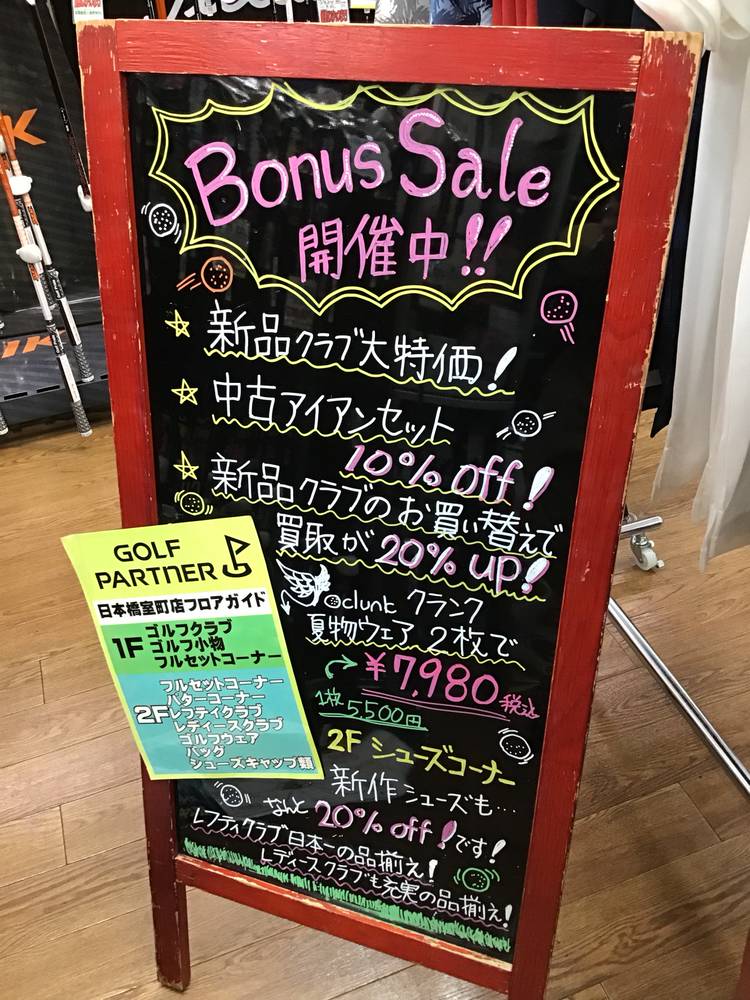 Bonus Sale
開催中!!
☆ 新品クラブ大特価!
☆ 中古アイアンセット
10% off!
☆ 新品クラブのお買い替えで
買取が 20% up!
clunk クランク
夏物ウェア 2枚で
¥7,980 税込
1枚 5,500円
2F シューズコーナー
新作シューズも…
なんと 20% off! です!
レフティクラブ日本一の品揃え!
レディースクラブも充実の品揃え!
GOLF
PARTNER
日本橋室町店フロアガイド
1F ゴルフクラブ
ゴルフ小物
フルセットコーナー
フルセットコーナー
パターコーナー
2F レフテイクラブ
レディースクラブ
ゴルフウェア
バッグ
シューズキャップ類